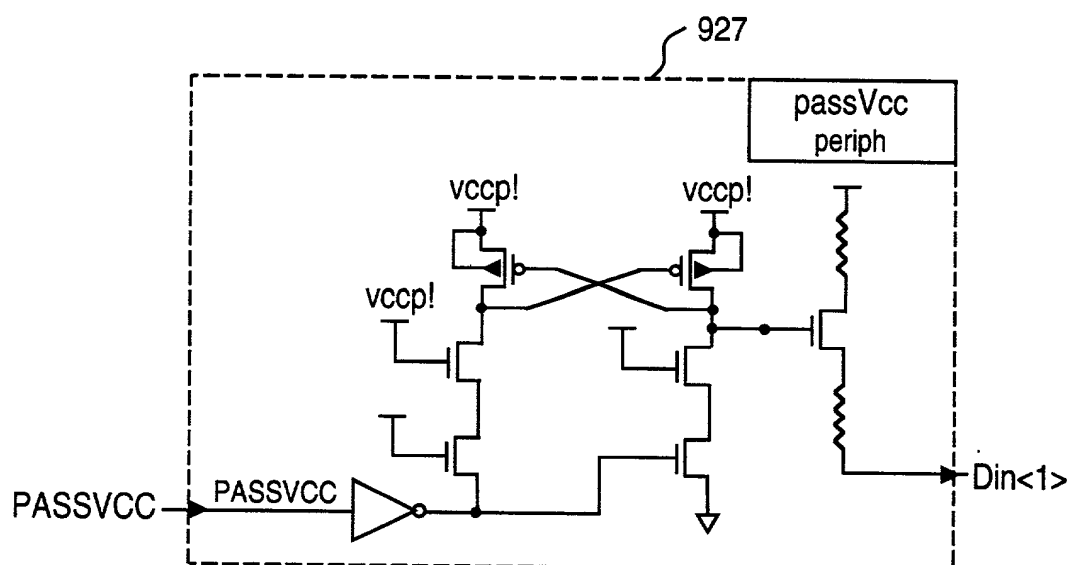 927
passVcc
periph
vccp!
vccp!
vccp!
PASSVCC
PASSVCC
Din<1>